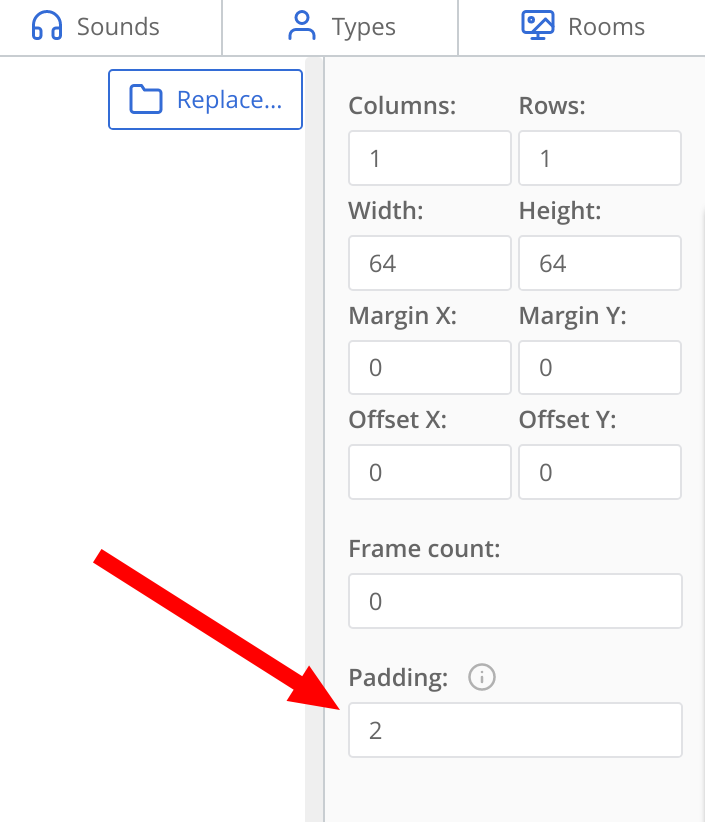 Sounds Types Rooms
Replace...
Columns: Rows:
1 1
Width: Height:
64 64
Margin X: Margin Y:
0 0
Offset X: Offset Y:
0 0
Frame count:
0
Padding:
2